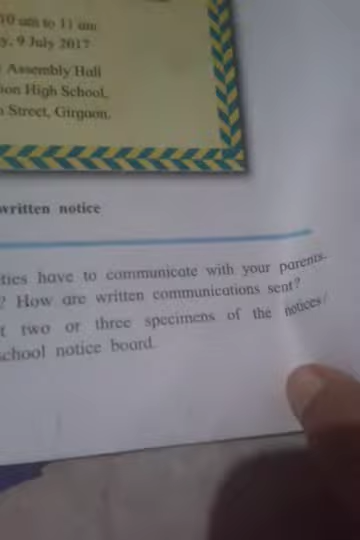 10 am to 11 am
y, 9 July 2017
Assembly Hall
ion High School,
Street, Girgaon.
written notice
ties have to communicate with your parents
? How are written communications sent?
t two or three specimens of the notices/
school notice board.